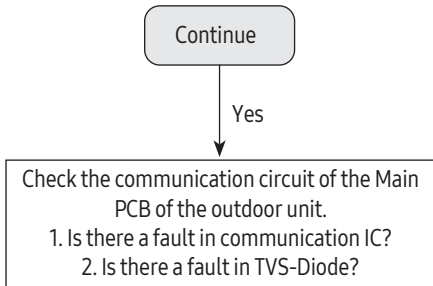 Continue
Yes
Check the communication circuit of the Main
PCB of the outdoor unit.
1. Is there a fault in communication IC?
2. Is there a fault in TVS-Diode?